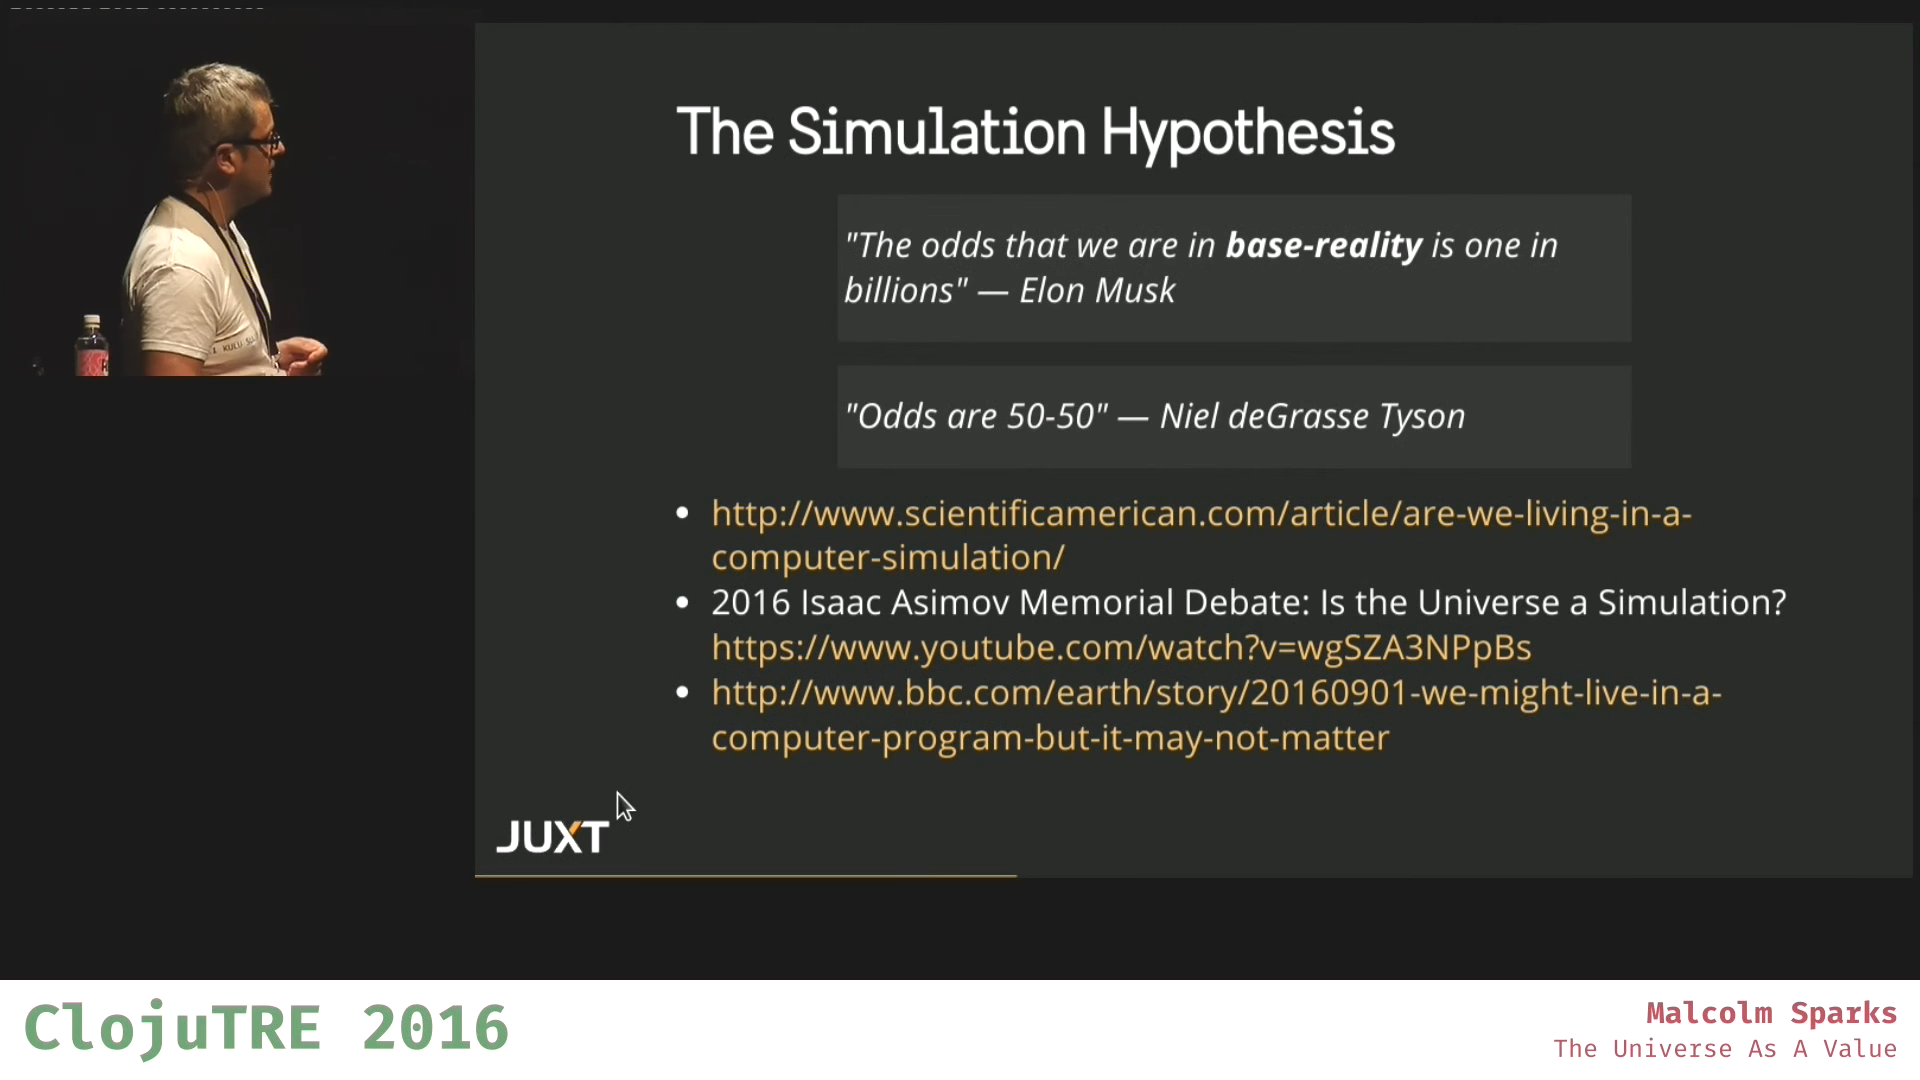 The Simulation Hypothesis
"The odds that we are in base-reality is one in
billions" — Elon Musk
"Odds are 50-50" — Niel deGrasse Tyson
• http://www.scientificamerican.com/article/are-we-living-in-a-
computer-simulation/
• 2016 Isaac Asimov Memorial Debate: Is the Universe a Simulation?
https://www.youtube.com/watch?v=wgSZA3NPpBs
• http://www.bbc.com/earth/story/20160901-we-might-live-in-a-
computer-program-but-it-may-not-matter
JUXT
ClojuTRE 2016
Malcolm Sparks
The Universe As A Value